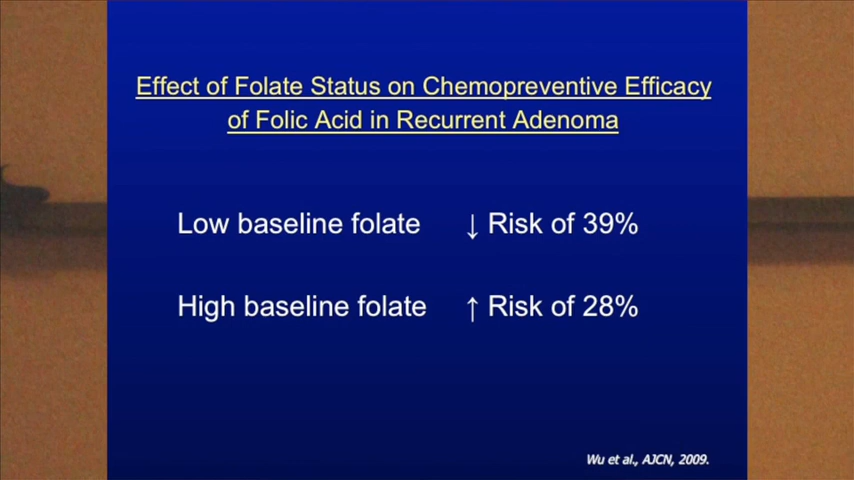 Effect of Folate Status on Chemopreventive Efficacy
of Folic Acid in Recurrent Adenoma
Low baseline folate ↓ Risk of 39%
High baseline folate ↑ Risk of 28%
Wu et al., AJCN, 2009.